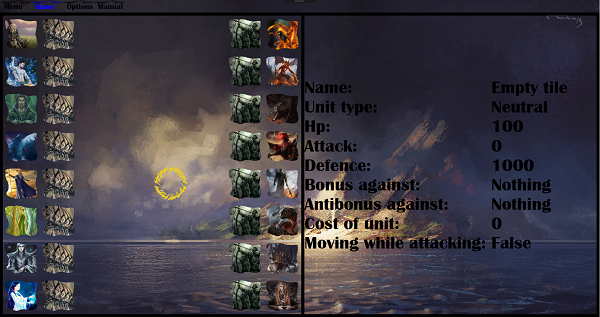 Menu Options Manual
Name: Empty tile
Unit type: Neutral
Hp: 100
Attack: 0
Defence: 1000
Bonus against: Nothing
Antibonus against: Nothing
Cost of unit: 0
Moving while attacking: False